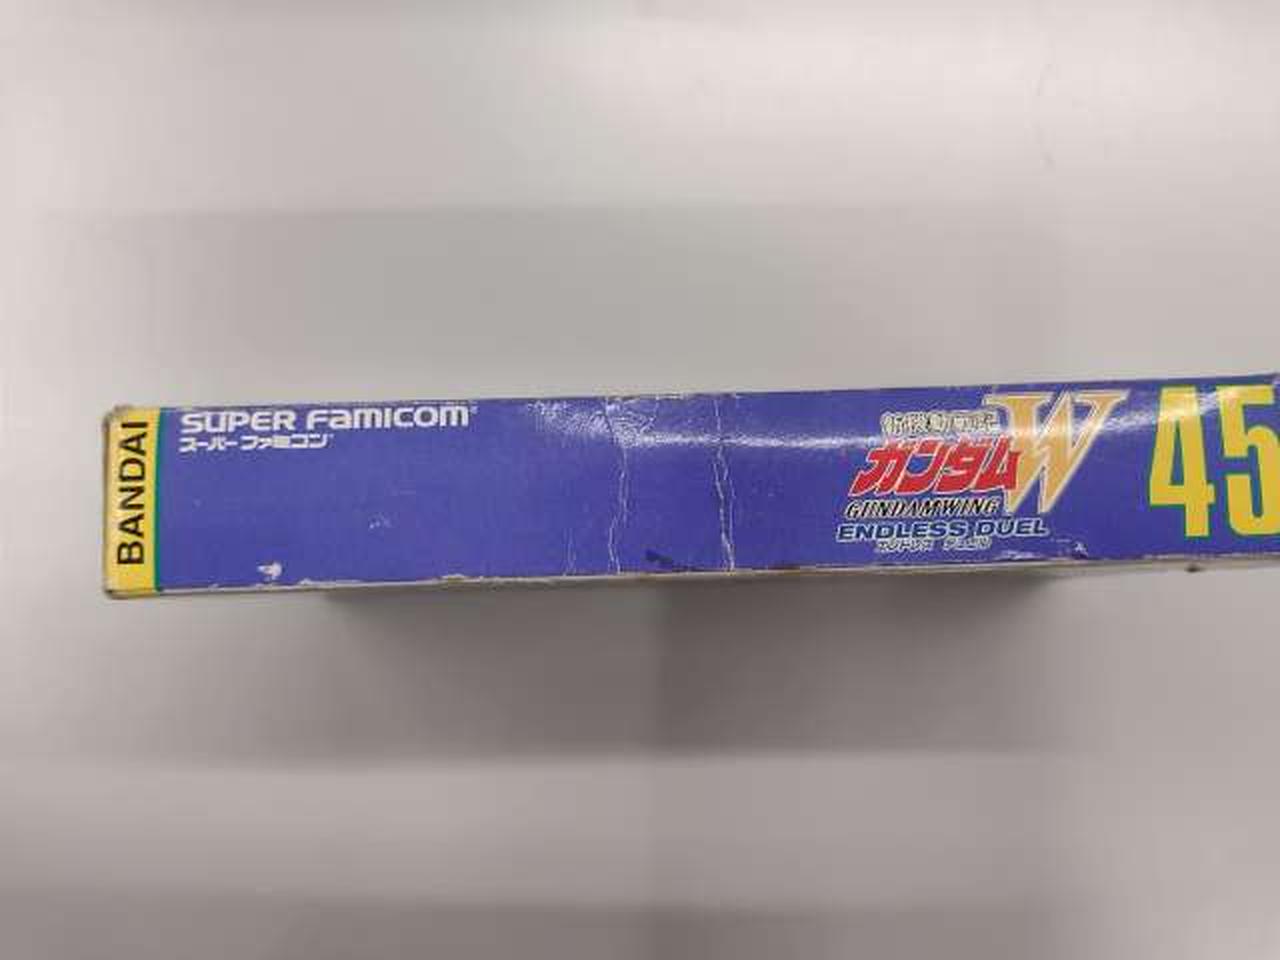 BANDAI
SUPER FAMICOM
スーパーファミコン
新機動戦記
ガンダムW
GUNDAMWING
ENDLESS DUEL
エンドレス デュエル
45